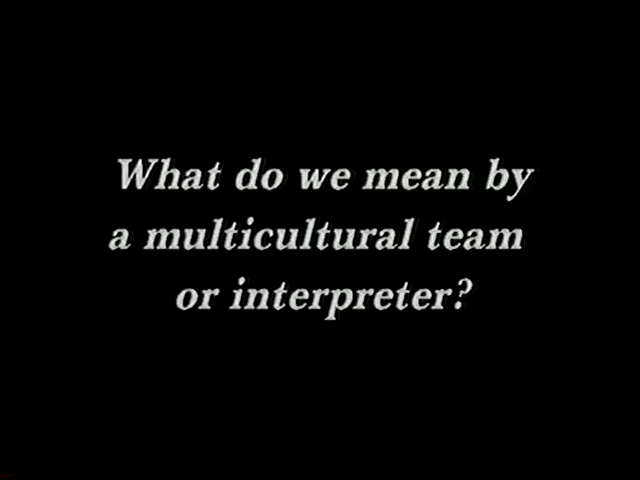 What do we mean by
a multicultural team
or interpreter?